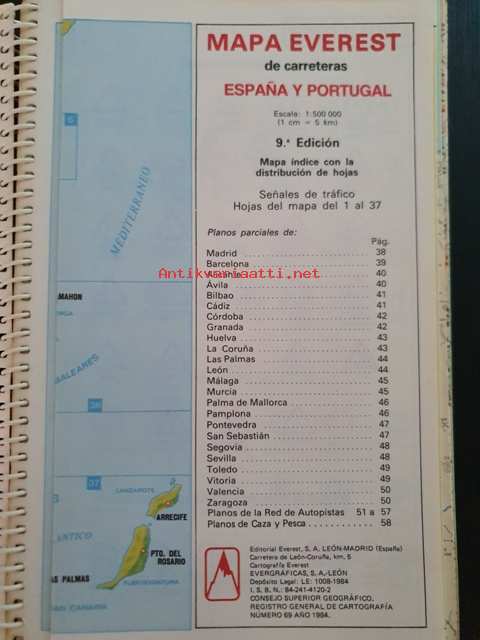 MAPA EVEREST
de carreteras
ESPAÑA Y PORTUGAL
Escala: 1:500 000
(1 cm = 5 km)
9.ª Edición
Mapa índice con la
distribución de hojas
Señales de tráfico
Hojas del mapa del 1 al 37
Planos parciales de:
Pág.
Madrid 38
Barcelona 39
Antikvariaatti.net
40
Ávila 40
Bilbao 41
Cádiz 41
Córdoba 42
Granada 42
Huelva 43
La Coruña 43
Las Palmas 44
León 44
Málaga 45
Murcia 45
Palma de Mallorca 46
Pamplona 46
Pontevedra 47
San Sebastián 47
Segovia 48
Sevilla 48
Toledo 49
Vitoria 49
Valencia 50
Zaragoza 50
Planos de la Red de Autopistas 51 a 57
Planos de Caza y Pesca 58
Editorial Everest, S. A. LEÓN-MADRID (España)
Carretera de León-Coruña, km, 5
Cartografía Everest
EVERGRÁFICAS, S. A.-LEÓN
Depósito Legal: LE: 1008-1984
I. S. B. N.: 84-241-4120-2
CONSEJO SUPERIOR GEOGRÁFICO.
REGISTRO GENERAL DE CARTOGRAFÍA
NÚMERO 69 AÑO 1984.
MEDITERRANEO
MAHON
BALEARES
36
37
LANZAROTE
ARRECIFE
PTO. DEL
ROSARIO
FUERTEVENTURA
PALMAS
CANARIA